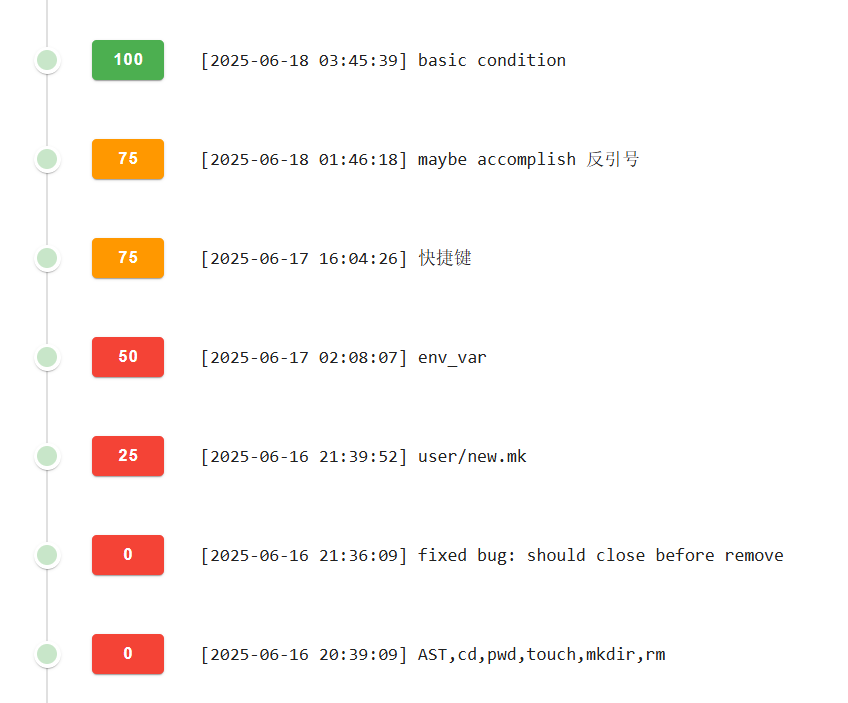 100 [2025-06-18 03:45:39] basic condition
75 [2025-06-18 01:46:18] maybe accomplish 反引号
75 [2025-06-17 16:04:26] 快捷键
50 [2025-06-17 02:08:07] env_var
25 [2025-06-16 21:39:52] user/new.mk
0 [2025-06-16 21:36:09] fixed bug: should close before remove
0 [2025-06-16 20:39:09] AST,cd,pwd,touch,mkdir,rm